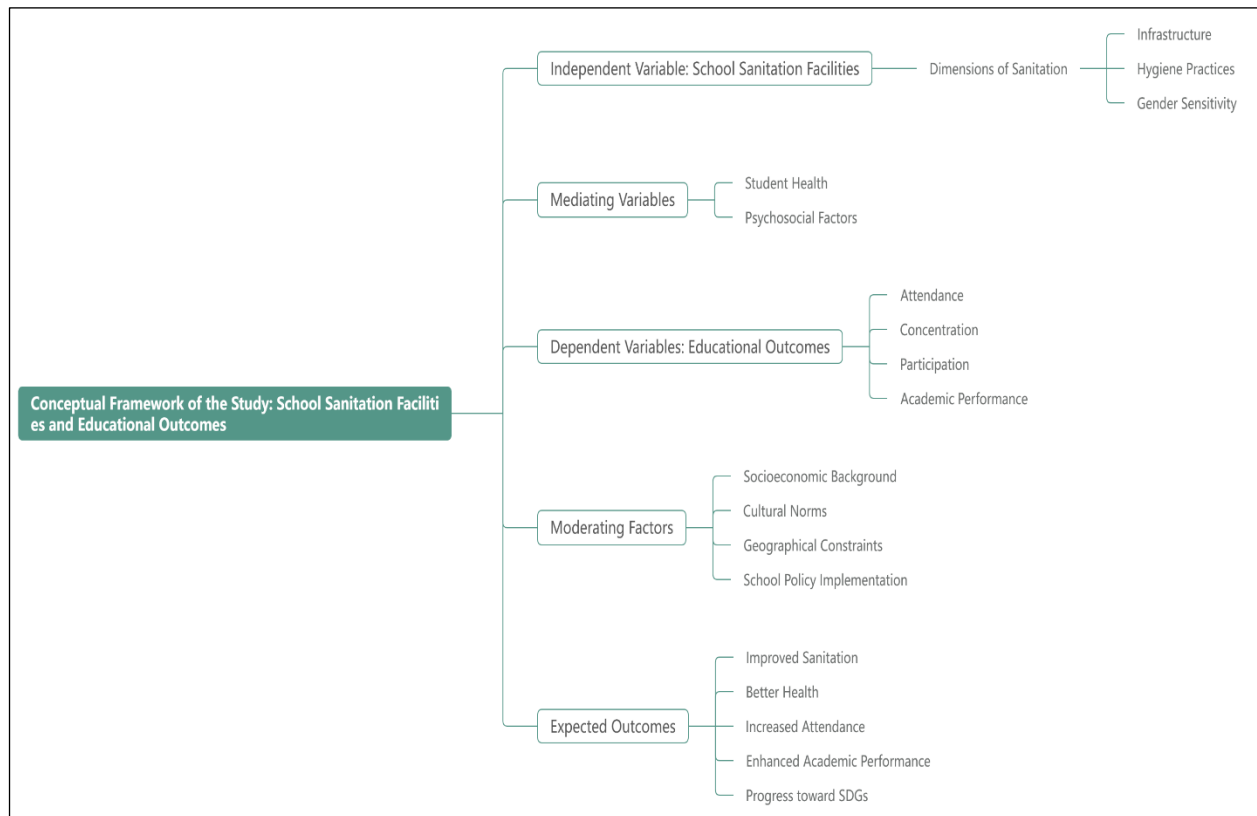 Conceptual Framework of the Study: School Sanitation Faciliti
es and Educational Outcomes
Independent Variable: School Sanitation Facilities
Dimensions of Sanitation
Infrastructure
Hygiene Practices
Gender Sensitivity
Mediating Variables
Student Health
Psychosocial Factors
Dependent Variables: Educational Outcomes
Attendance
Concentration
Participation
Academic Performance
Moderating Factors
Socioeconomic Background
Cultural Norms
Geographical Constraints
School Policy Implementation
Expected Outcomes
Improved Sanitation
Better Health
Increased Attendance
Enhanced Academic Performance
Progress toward SDGs